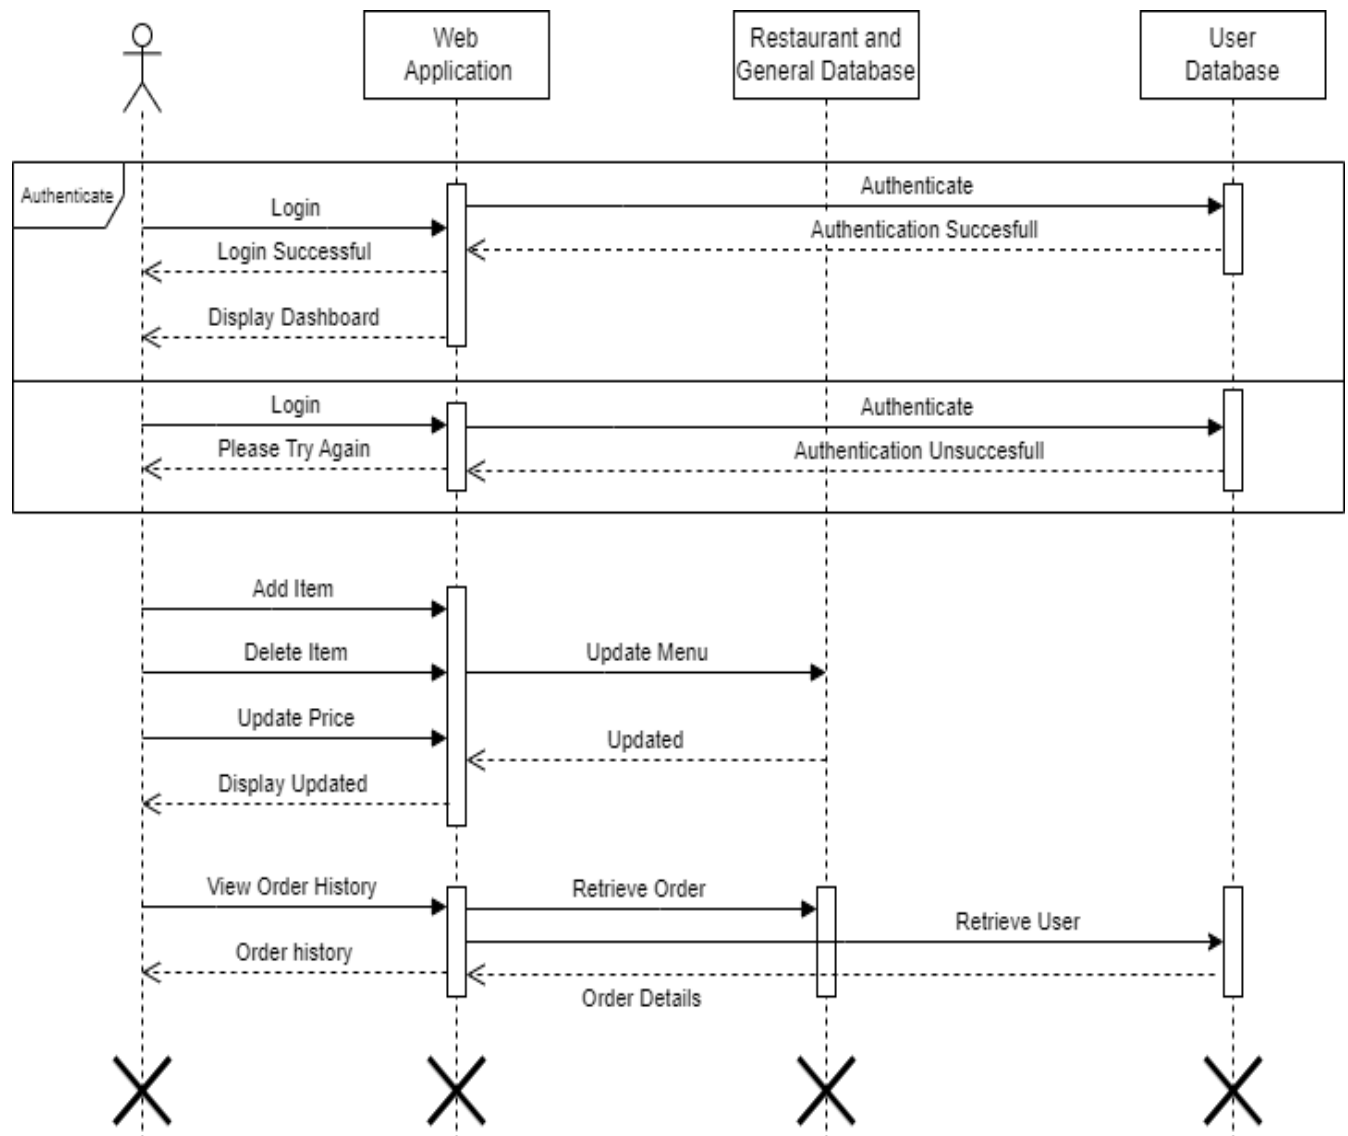 Web
Application
Restaurant and
General Database
User
Database
Authenticate
Login
Authenticate
Authentication Succesfull
Login Successful
Display Dashboard
Login
Authenticate
Please Try Again
Authentication Unsuccesfull
Add Item
Delete Item
Update Menu
Update Price
Updated
Display Updated
View Order History
Retrieve Order
Retrieve User
Order history
Order Details